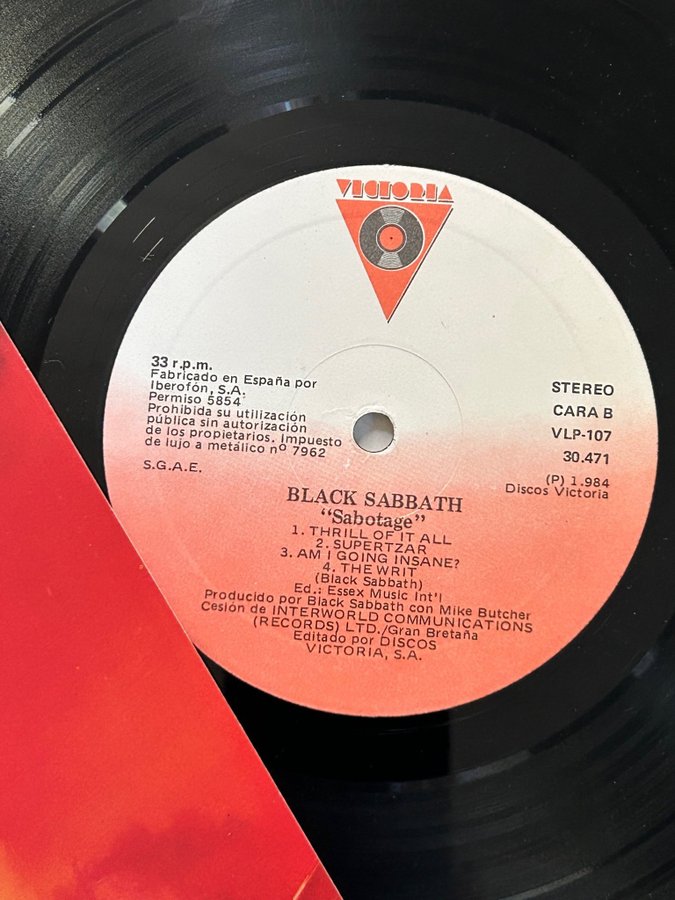 VICTORIA
33 r.p.m.
Fabricado en España por
Iberofón, S.A.
Permiso 5854
Prohibida su utilización
pública sin autorización
de los propietarios. Impuesto
de lujo a metálico nº 7962
S.G.A.E.
STEREO
CARA B
VLP-107
30.471
(P) 1.984
Discos Victoria
BLACK SABBATH
"Sabotage"
1. THRILL OF IT ALL
2. SUPERTZAR
3. AM I GOING INSANE?
4. THE WRIT
(Black Sabbath)
Ed.: Essex Music Int'l
Producido por Black Sabbath con Mike Butcher
Cesión de INTERWORLD COMMUNICATIONS
(RECORDS) LTD./Gran Bretaña
Editado por DISCOS
VICTORIA, S.A.